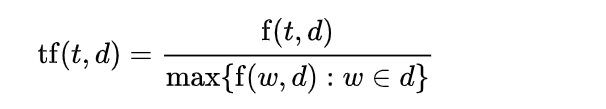 tf(t, d) = f(t, d) / max{f(w, d) : w ∈ d}